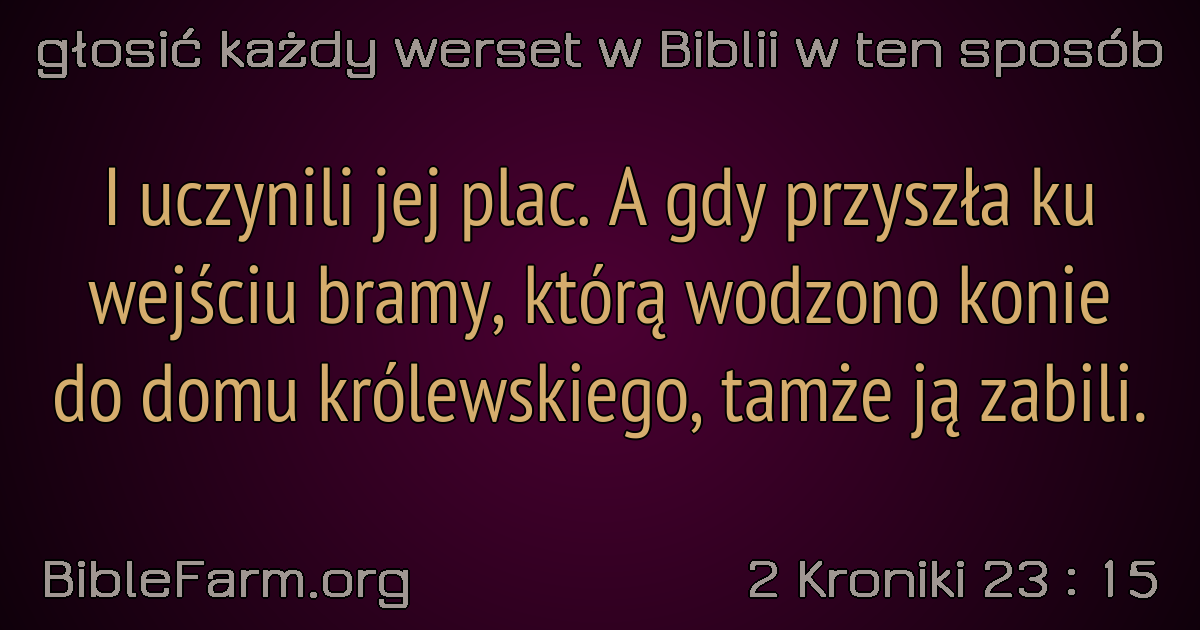 głosić każdy werset w Biblii w ten sposób
I uczynili jej plac. A gdy przyszła ku
wejściu bramy, którą wodzono konie
do domu królewskiego, tamże ją zabili.
BibleFarm.org
2 Kroniki 23 : 15